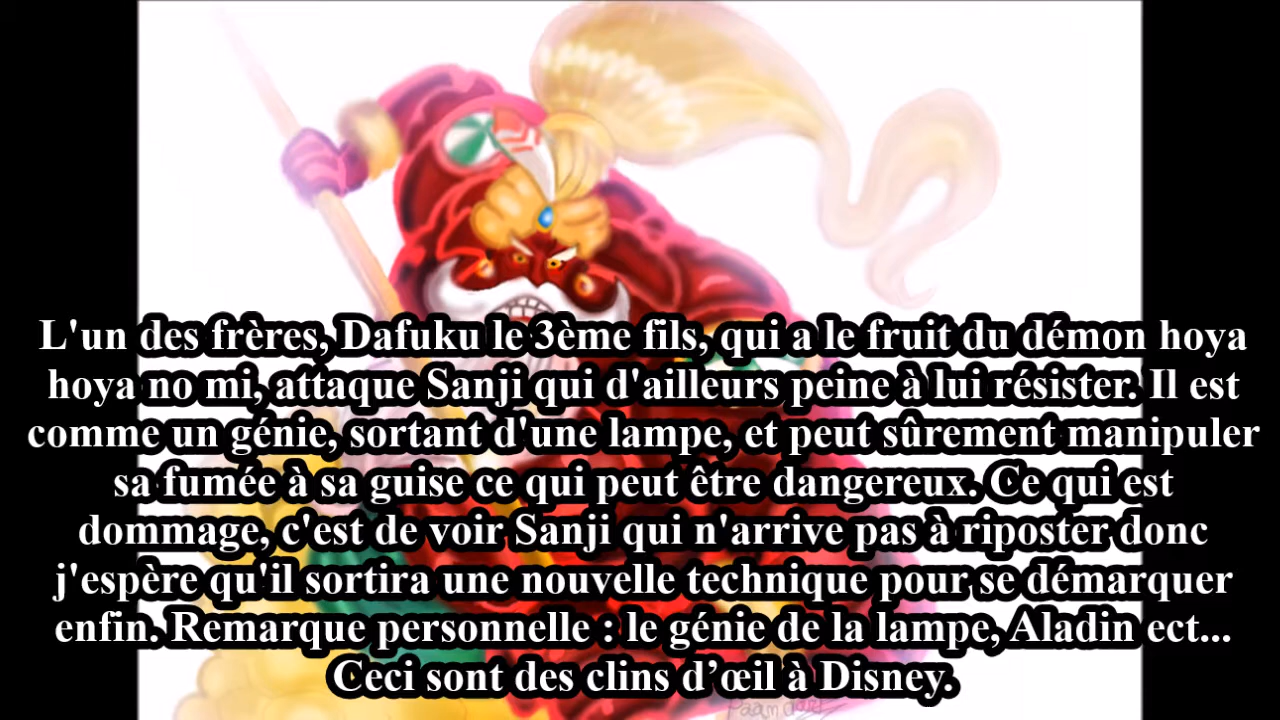 L'un des frères, Dafuku le 3ème fils, qui a le fruit du démon hoya
hoya no mi, attaque Sanji qui d'ailleurs peine à lui résister. Il est
comme un génie, sortant d'une lampe, et peut sûrement manipuler
sa fumée à sa guise ce qui peut être dangereux. Ce qui est
dommage, c'est de voir Sanji qui n'arrive pas à riposter donc
j'espère qu'il sortira une nouvelle technique pour se démarquer
enfin. Remarque personnelle : le génie de la lampe, Aladin ect...
Ceci sont des clins d’œil à Disney.